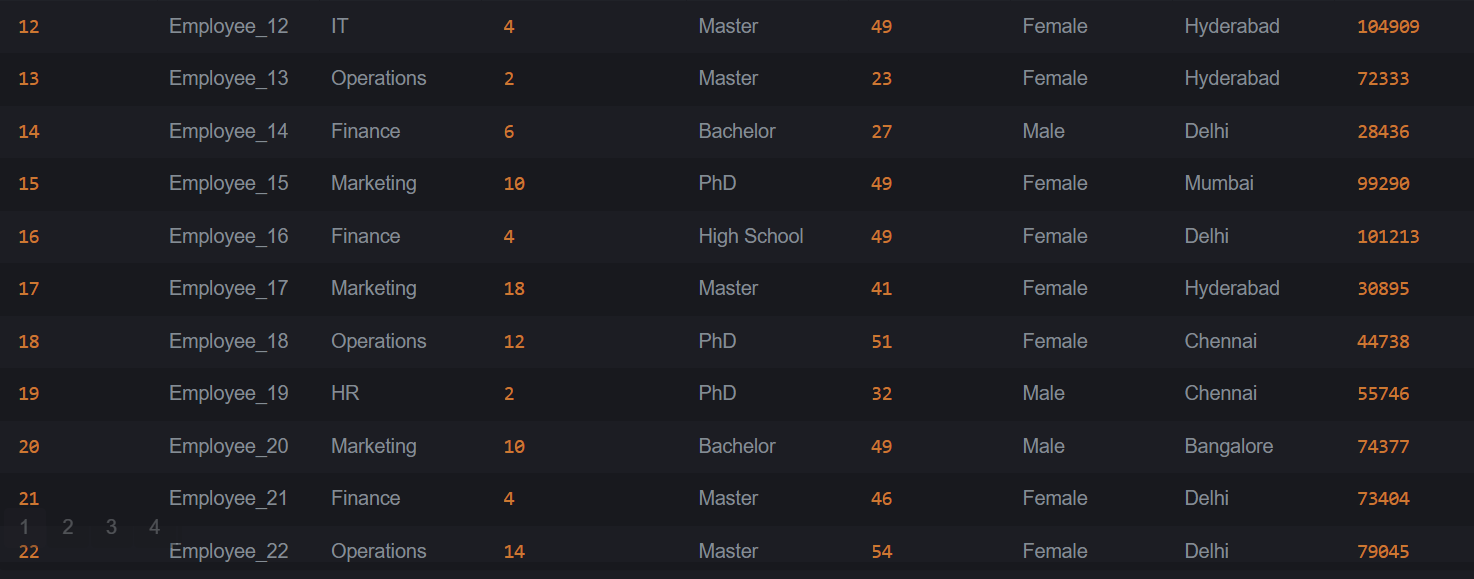 12 Employee_12 IT 4 Master 49 Female Hyderabad 104909
13 Employee_13 Operations 2 Master 23 Female Hyderabad 72333
14 Employee_14 Finance 6 Bachelor 27 Male Delhi 28436
15 Employee_15 Marketing 10 PhD 49 Female Mumbai 99290
16 Employee_16 Finance 4 High School 49 Female Delhi 101213
17 Employee_17 Marketing 18 Master 41 Female Hyderabad 30895
18 Employee_18 Operations 12 PhD 51 Female Chennai 44738
19 Employee_19 HR 2 PhD 32 Male Chennai 55746
20 Employee_20 Marketing 10 Bachelor 49 Male Bangalore 74377
21 Employee_21 Finance 4 Master 46 Female Delhi 73404
1 2 3 4
22 Employee_22 Operations 14 Master 54 Female Delhi 79045